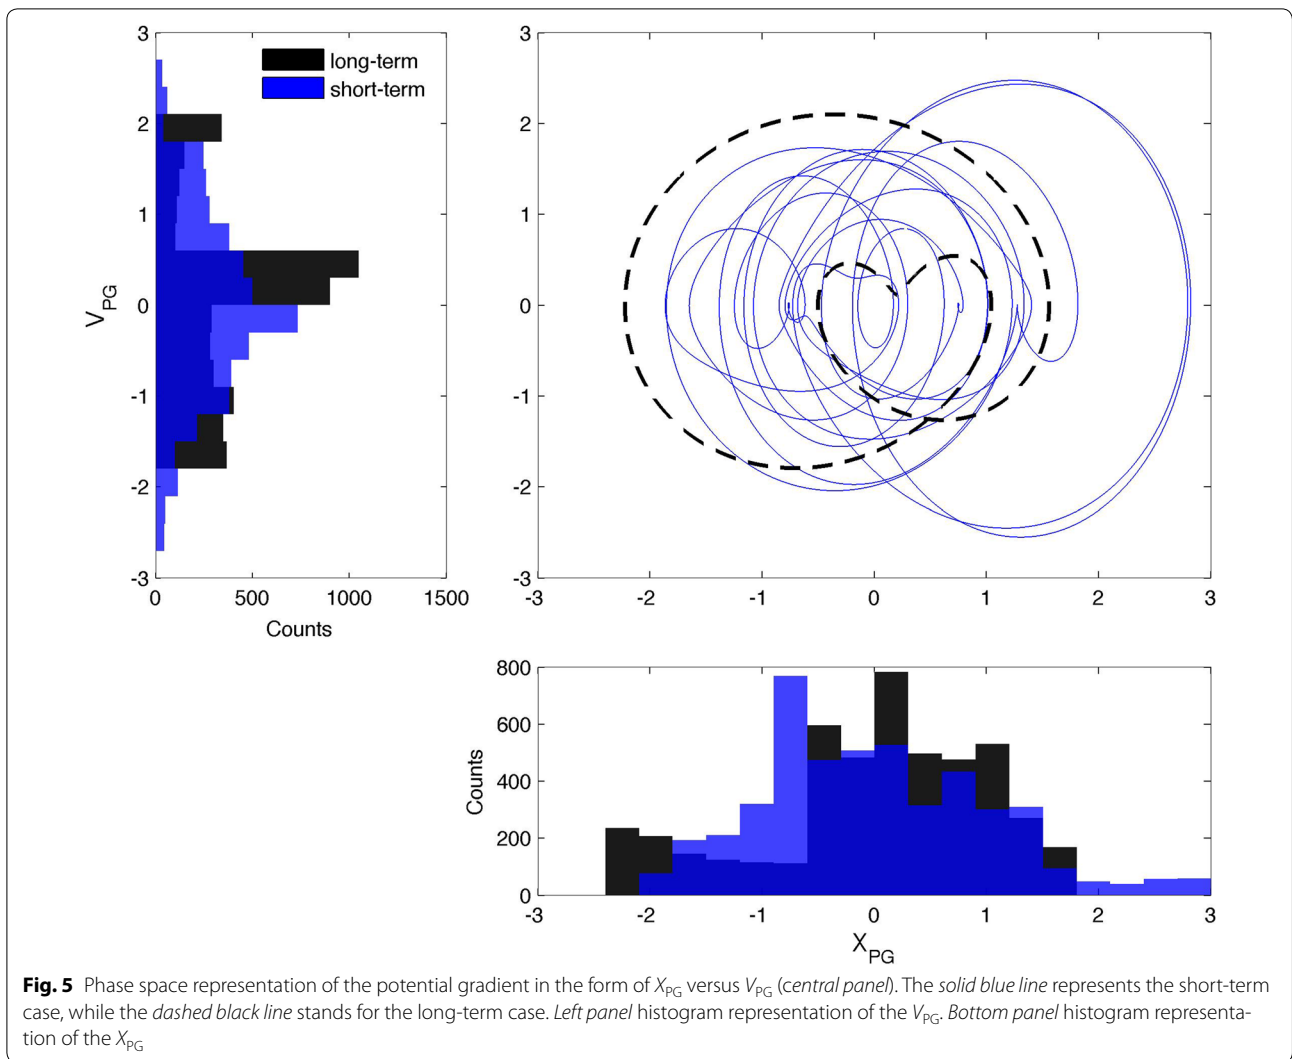 3
2
1
0
-1
-2
-3
V_PG
0 500 1000 1500
Counts
long-term
short-term
3
2
1
0
-1
-2
-3
-3 -2 -1 0 1 2 3
800
600
400
200
0
Counts
-3 -2 -1 0 1 2 3
X_PG
Fig. 5 Phase space representation of the potential gradient in the form of X_PG versus V_PG (central panel). The solid blue line represents the short-term
case, while the dashed black line stands for the long-term case. Left panel histogram representation of the V_PG. Bottom panel histogram representa-
tion of the X_PG